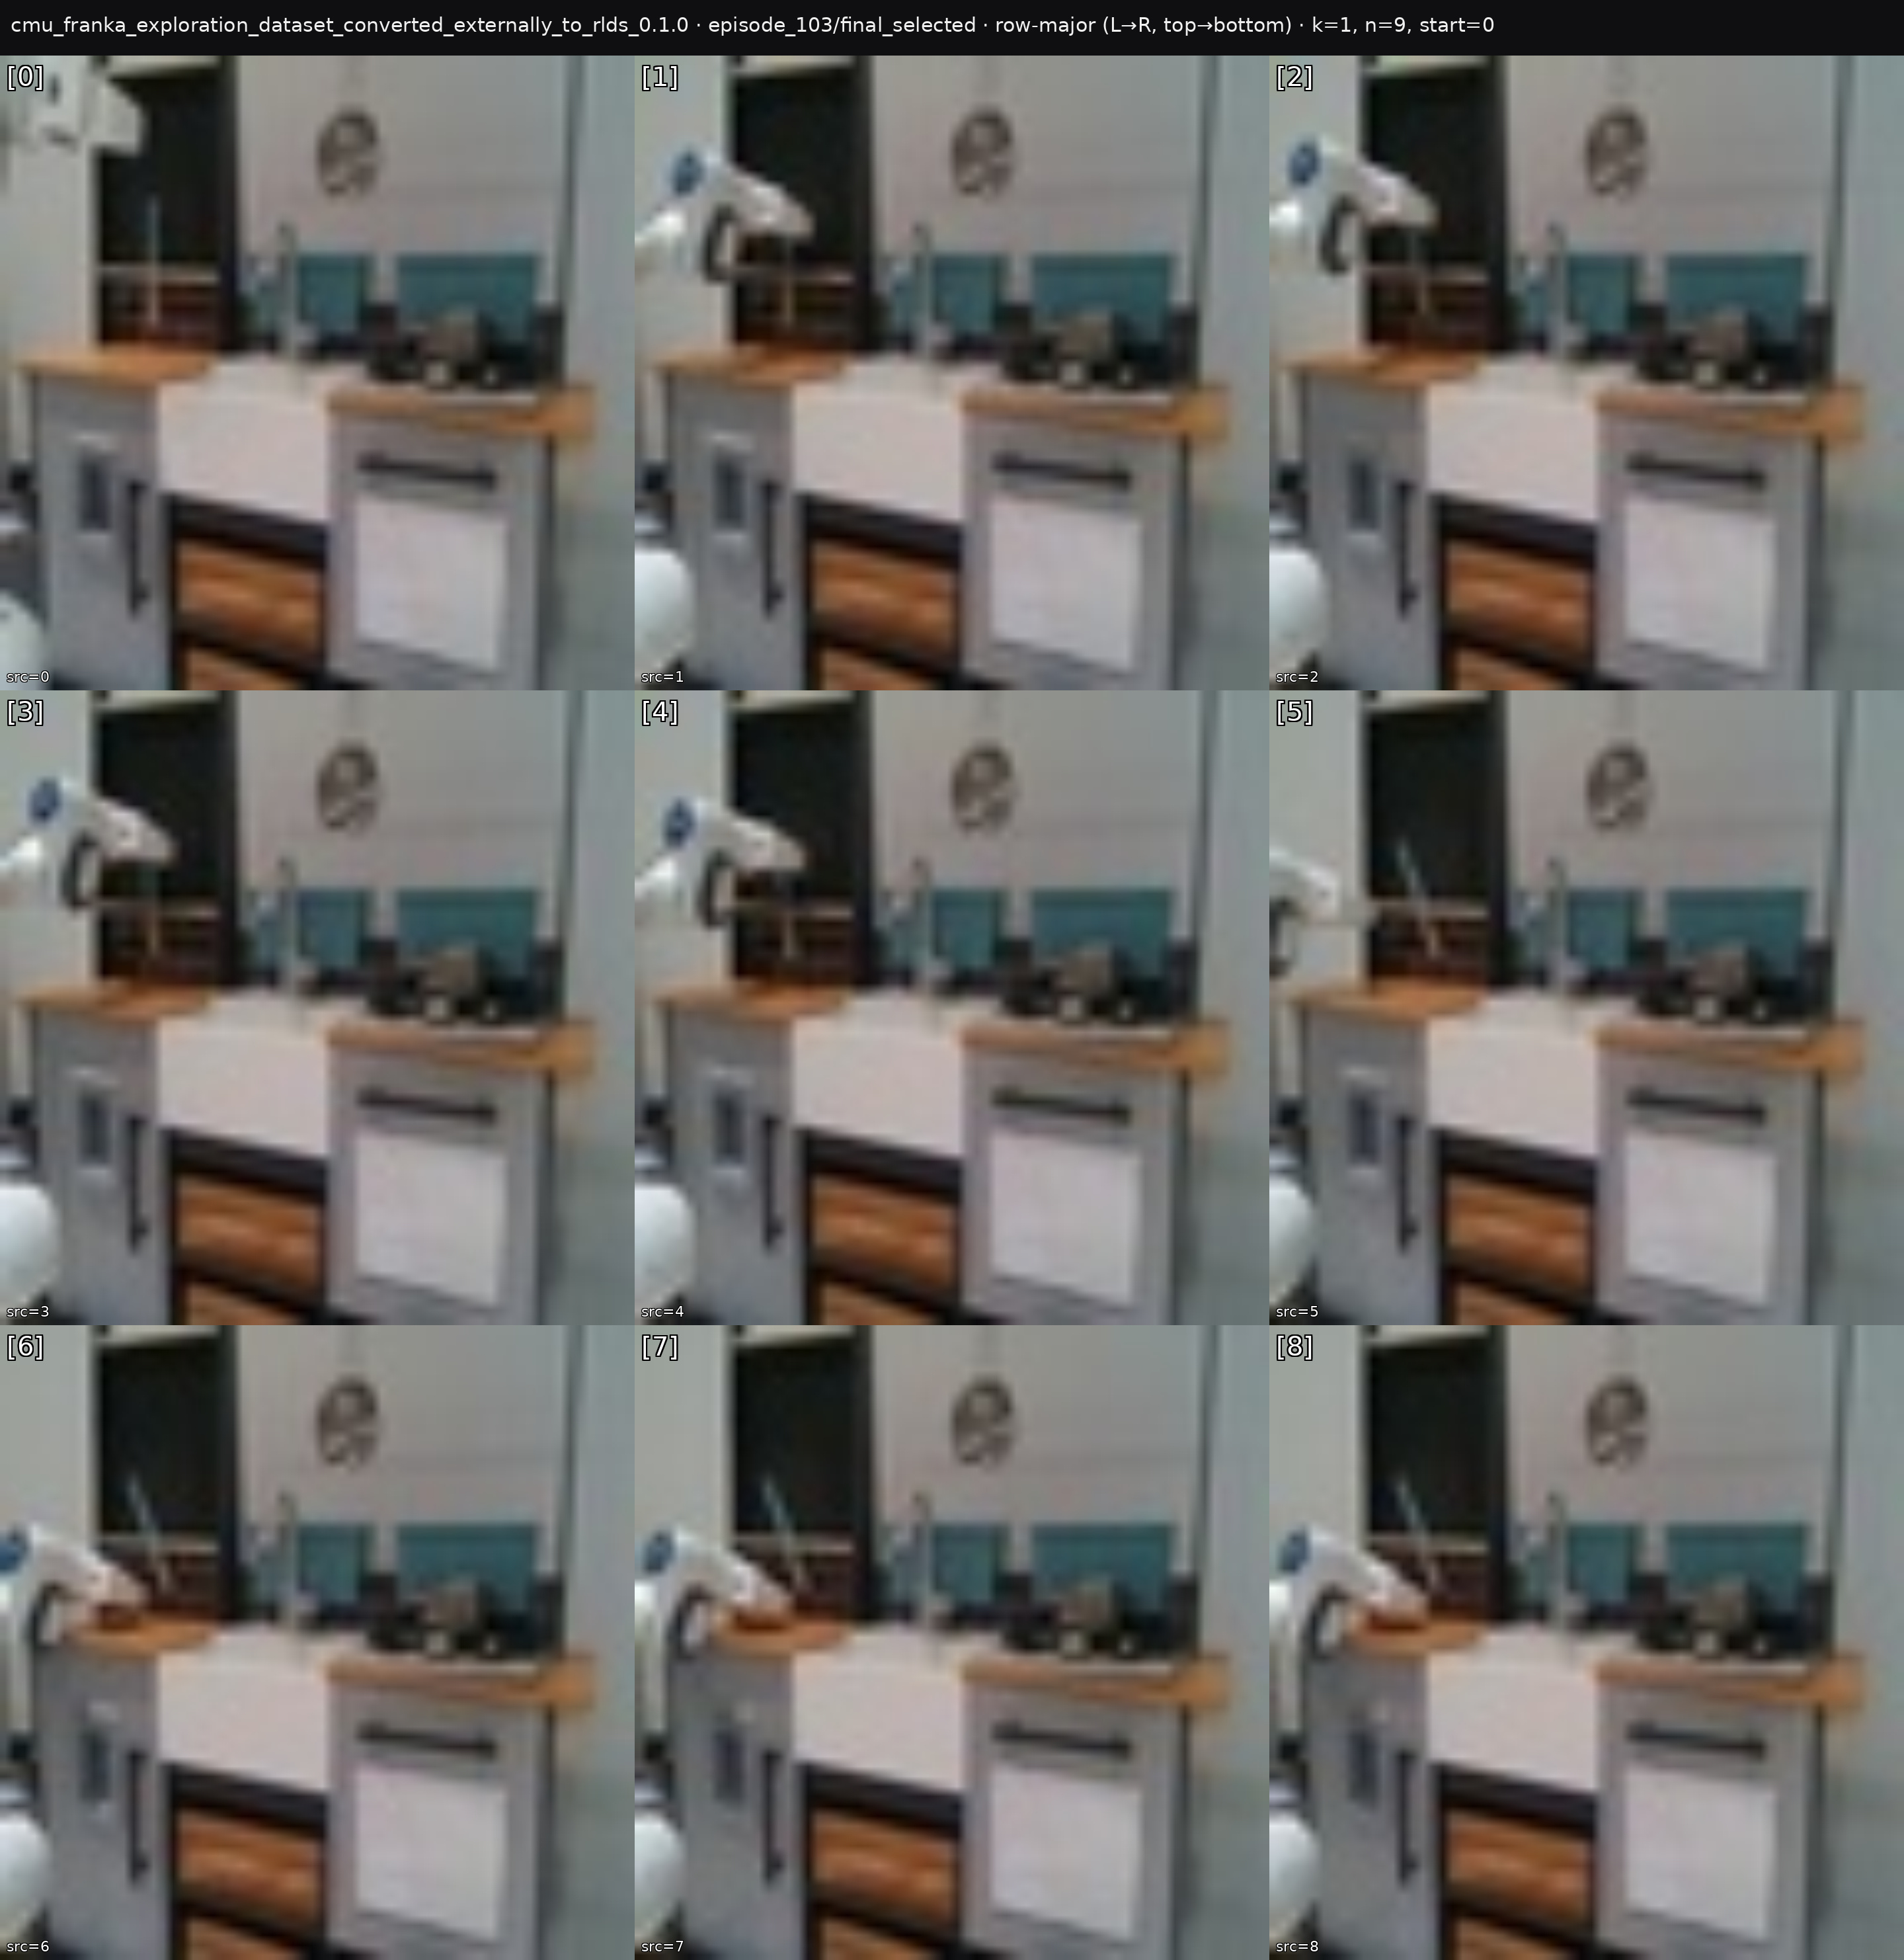 cmu_franka_exploration_dataset_converted_externally_to_rlds_0.1.0 · episode_103/final_selected · row-major (L→R, top→bottom) · k=1, n=9, start=0
[0]
[1]
[2]
src=0
src=1
src=2
[3]
[4]
[5]
src=3
src=4
src=5
[6]
[7]
[8]
src=6
src=7
src=8